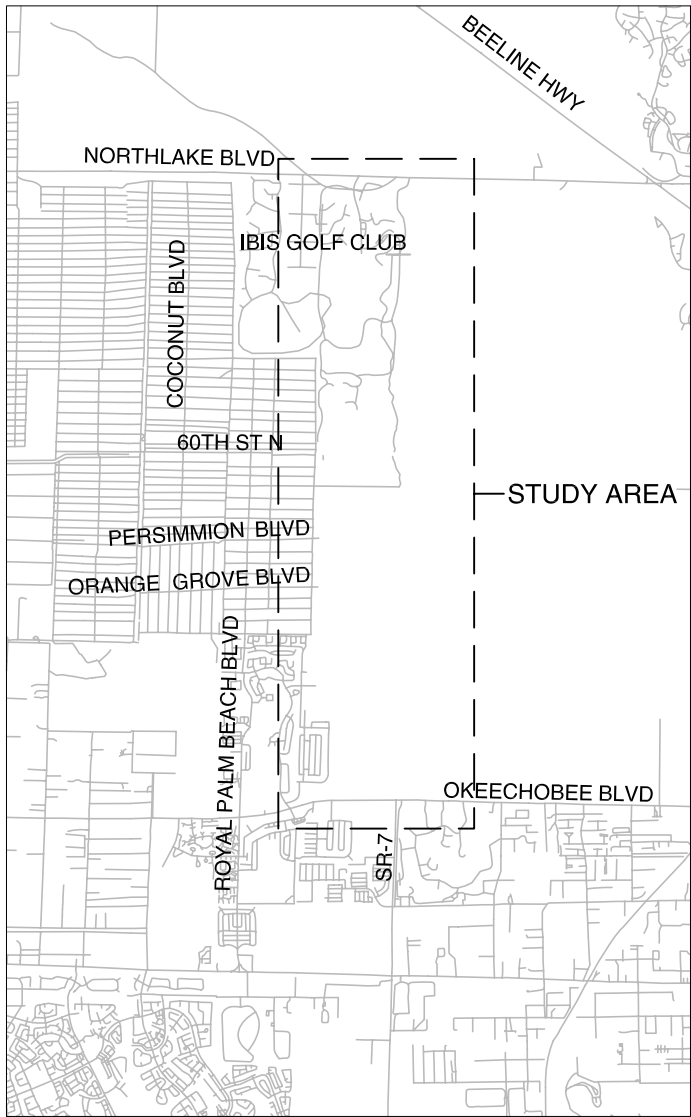 BEELINE HWY
NORTHLAKE BLVD
IBIS GOLF CLUB
COCONUT BLVD
60TH ST N
STUDY AREA
PERSIMMION BLVD
ORANGE GROVE BLVD
ROYAL PALM BEACH BLVD
OKEECHOBEE BLVD
SR-7